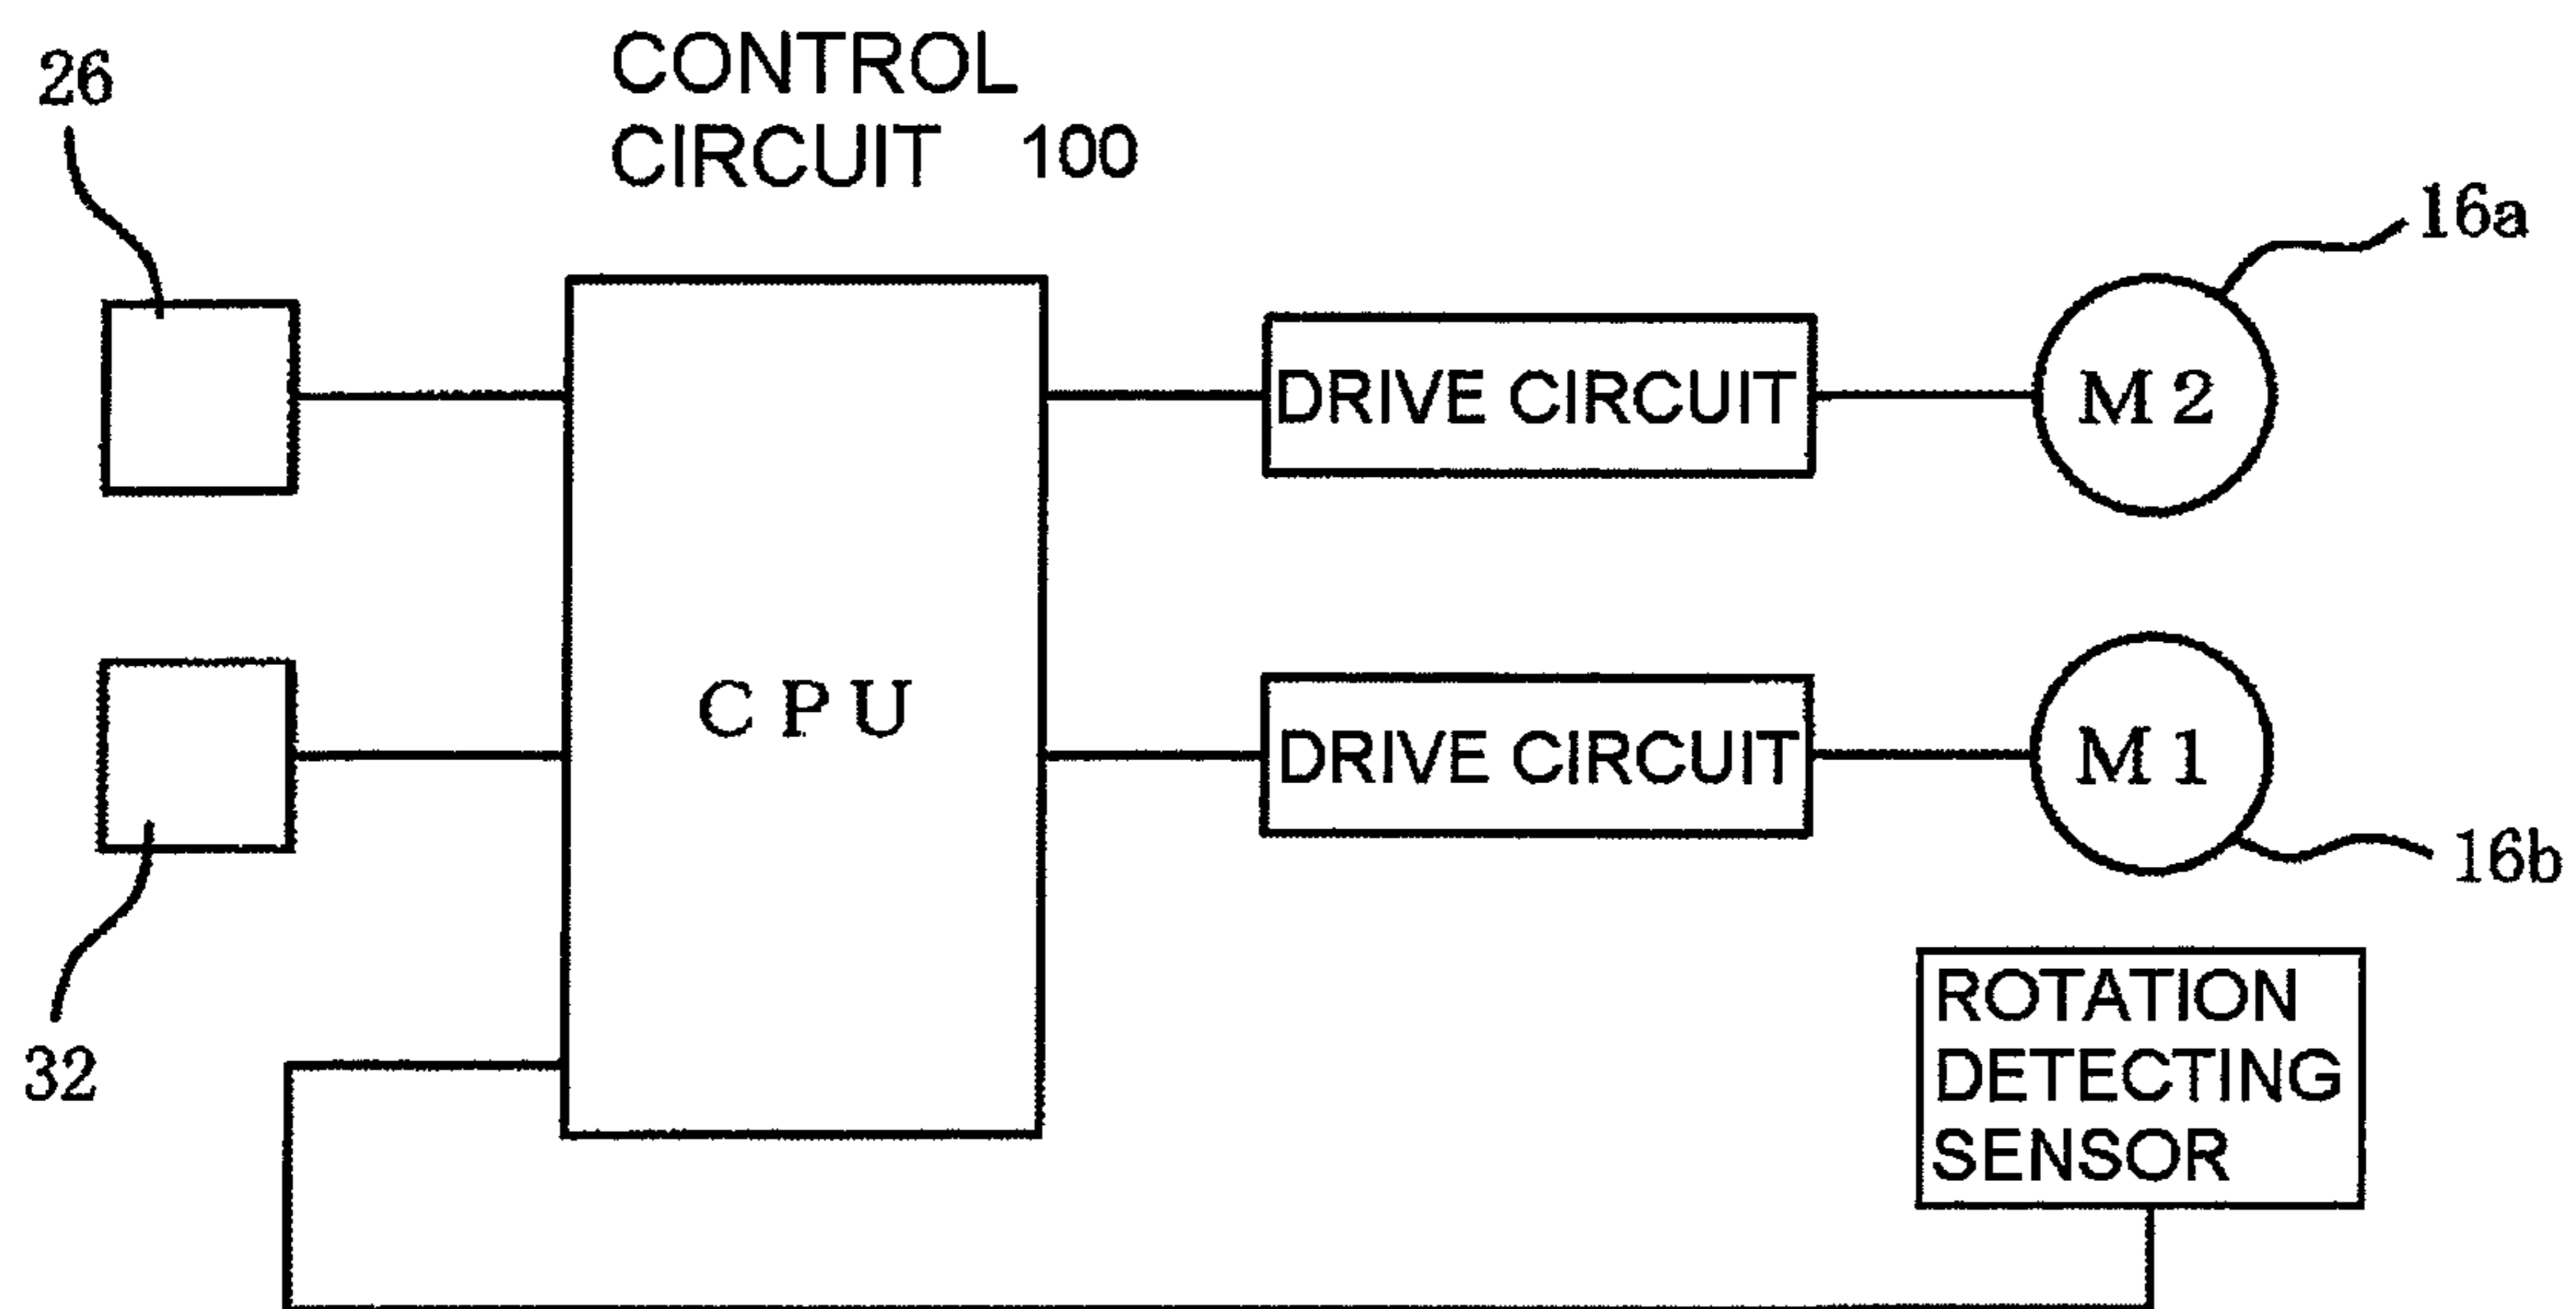 26
CONTROL
CIRCUIT 100
16a
DRIVE CIRCUIT
M2
CPU
DRIVE CIRCUIT
M1
16b
32
ROTATION
DETECTING
SENSOR